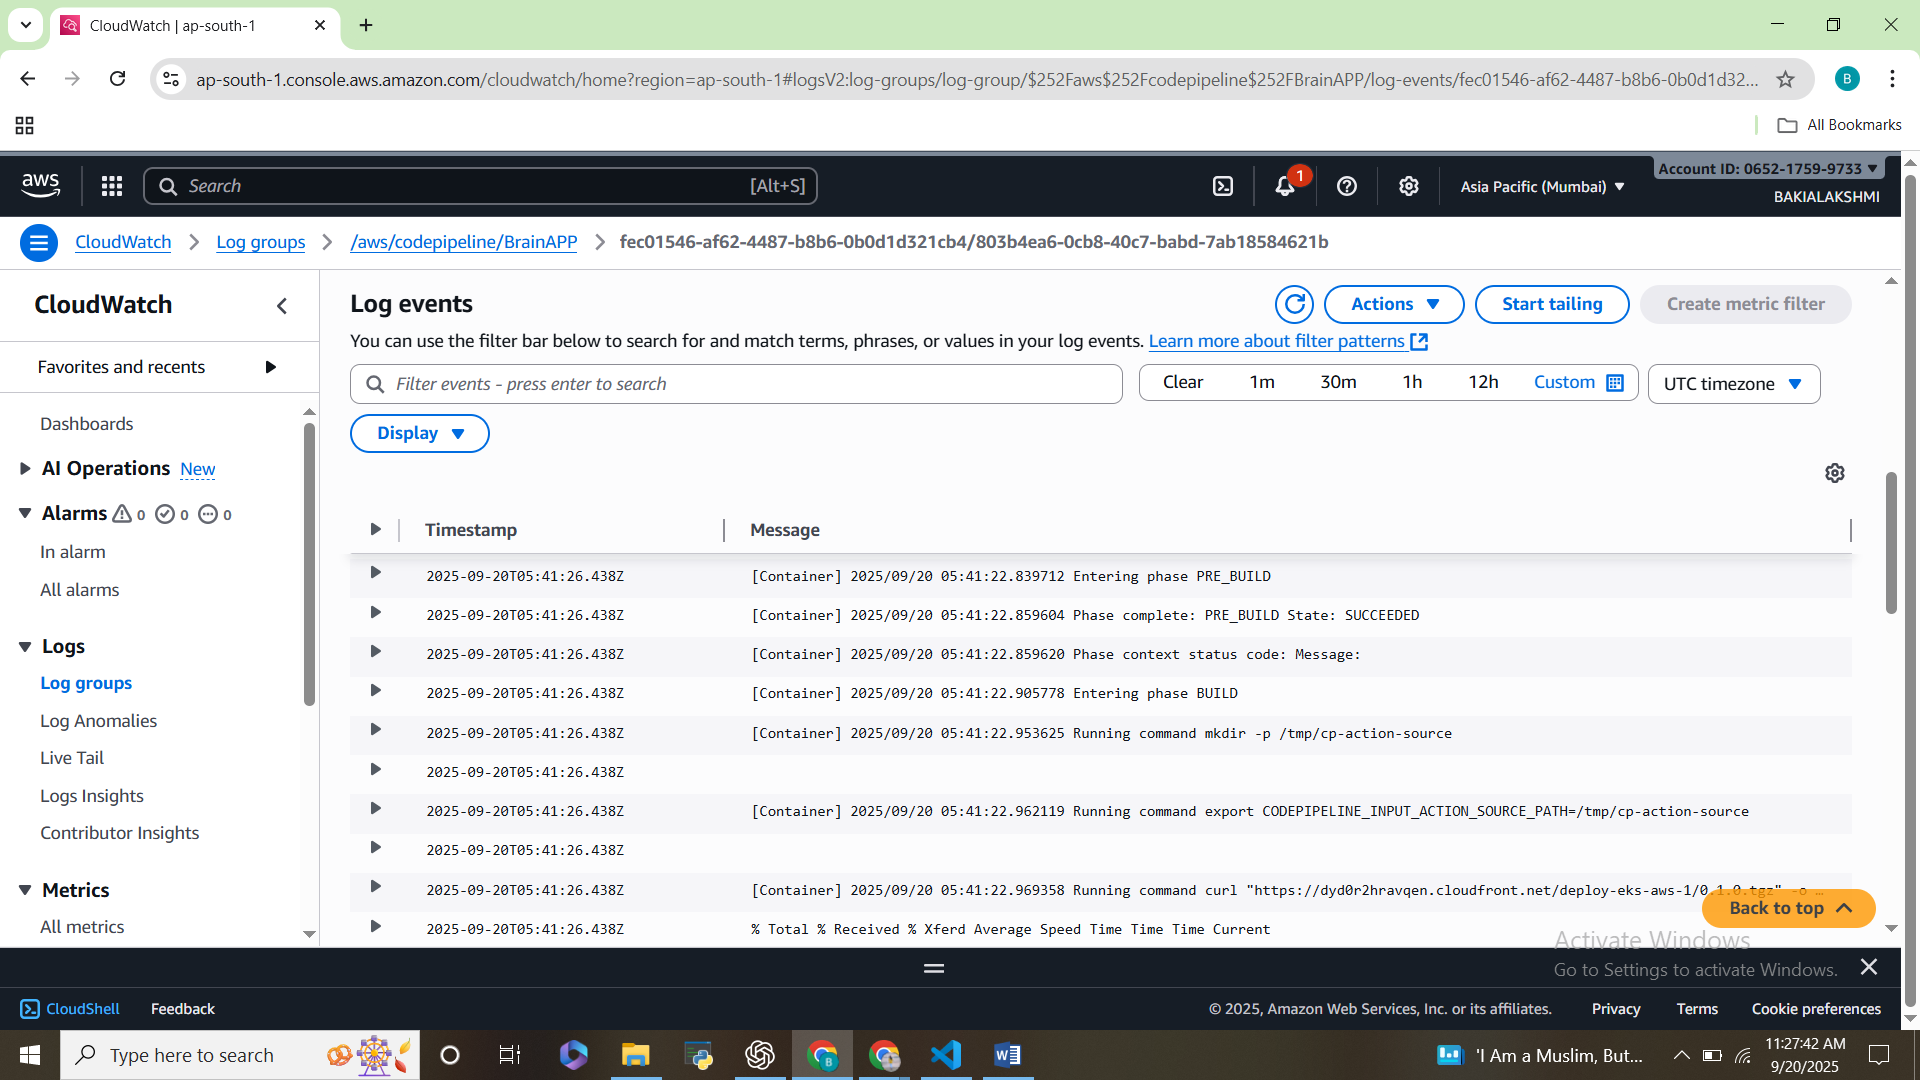 CloudWatch | ap-south-1
ap-south-1.console.aws.amazon.com/cloudwatch/home?region=ap-south-1#logsV2:log-groups/log-group/$252Faws$252Fcodepipeline$252FBrainAPP/log-events/fec01546-af62-4487-b8b6-0b0d1d32...
B
All Bookmarks
aws
Search
[Alt+S]
1
Asia Pacific (Mumbai)
Account ID: 0652-1759-9733
BAKIALAKSHMI
CloudWatch
Log groups
/aws/codepipeline/BrainAPP
fec01546-af62-4487-b8b6-0b0d1d321cb4/803b4ea6-0cb8-40c7-babd-7ab18584621b
CloudWatch
Favorites and recents
Dashboards
AI Operations New
Alarms 0 0 0
In alarm
All alarms
Logs
Log groups
Log Anomalies
Live Tail
Logs Insights
Contributor Insights
Metrics
All metrics
Log events
Actions
Start tailing
Create metric filter
You can use the filter bar below to search for and match terms, phrases, or values in your log events. Learn more about filter patterns
Filter events - press enter to search
Clear 1m 30m 1h 12h Custom
UTC timezone
Display
Timestamp Message
2025-09-20T05:41:26.438Z [Container] 2025/09/20 05:41:22.839712 Entering phase PRE_BUILD
2025-09-20T05:41:26.438Z [Container] 2025/09/20 05:41:22.859604 Phase complete: PRE_BUILD State: SUCCEEDED
2025-09-20T05:41:26.438Z [Container] 2025/09/20 05:41:22.859620 Phase context status code: Message:
2025-09-20T05:41:26.438Z [Container] 2025/09/20 05:41:22.905778 Entering phase BUILD
2025-09-20T05:41:26.438Z [Container] 2025/09/20 05:41:22.953625 Running command mkdir -p /tmp/cp-action-source
2025-09-20T05:41:26.438Z
2025-09-20T05:41:26.438Z [Container] 2025/09/20 05:41:22.962119 Running command export CODEPIPELINE_INPUT_ACTION_SOURCE_PATH=/tmp/cp-action-source
2025-09-20T05:41:26.438Z
2025-09-20T05:41:26.438Z [Container] 2025/09/20 05:41:22.969358 Running command curl "https://dyd0r2hravqen.cloudfront.net/deploy-eks-aws-1/0.1.0.tgz" -o …
2025-09-20T05:41:26.438Z % Total % Received % Xferd Average Speed Time Time Time Current
Back to top
Activate Windows
Go to Settings to activate Windows.
CloudShell
Feedback
© 2025, Amazon Web Services, Inc. or its affiliates.
Privacy
Terms
Cookie preferences
Type here to search
B
'I Am a Muslim, But...
11:27:42 AM
9/20/2025